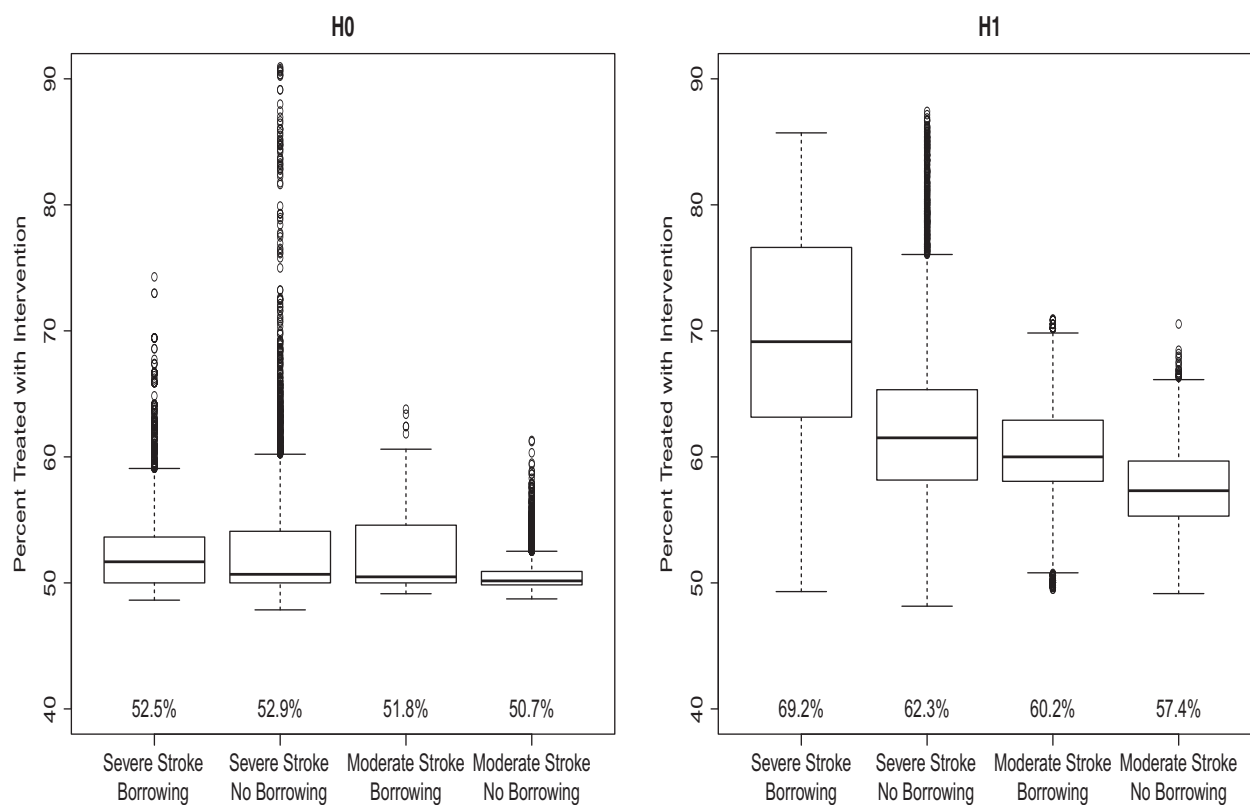 H0
Percent Treated with Intervention
90
80
70
60
50
40
52.5%
52.9%
51.8%
50.7%
Severe Stroke
Borrowing
Severe Stroke
No Borrowing
Moderate Stroke
Borrowing
Moderate Stroke
No Borrowing
H1
Percent Treated with Intervention
90
80
70
60
50
40
69.2%
62.3%
60.2%
57.4%
Severe Stroke
Borrowing
Severe Stroke
No Borrowing
Moderate Stroke
Borrowing
Moderate Stroke
No Borrowing